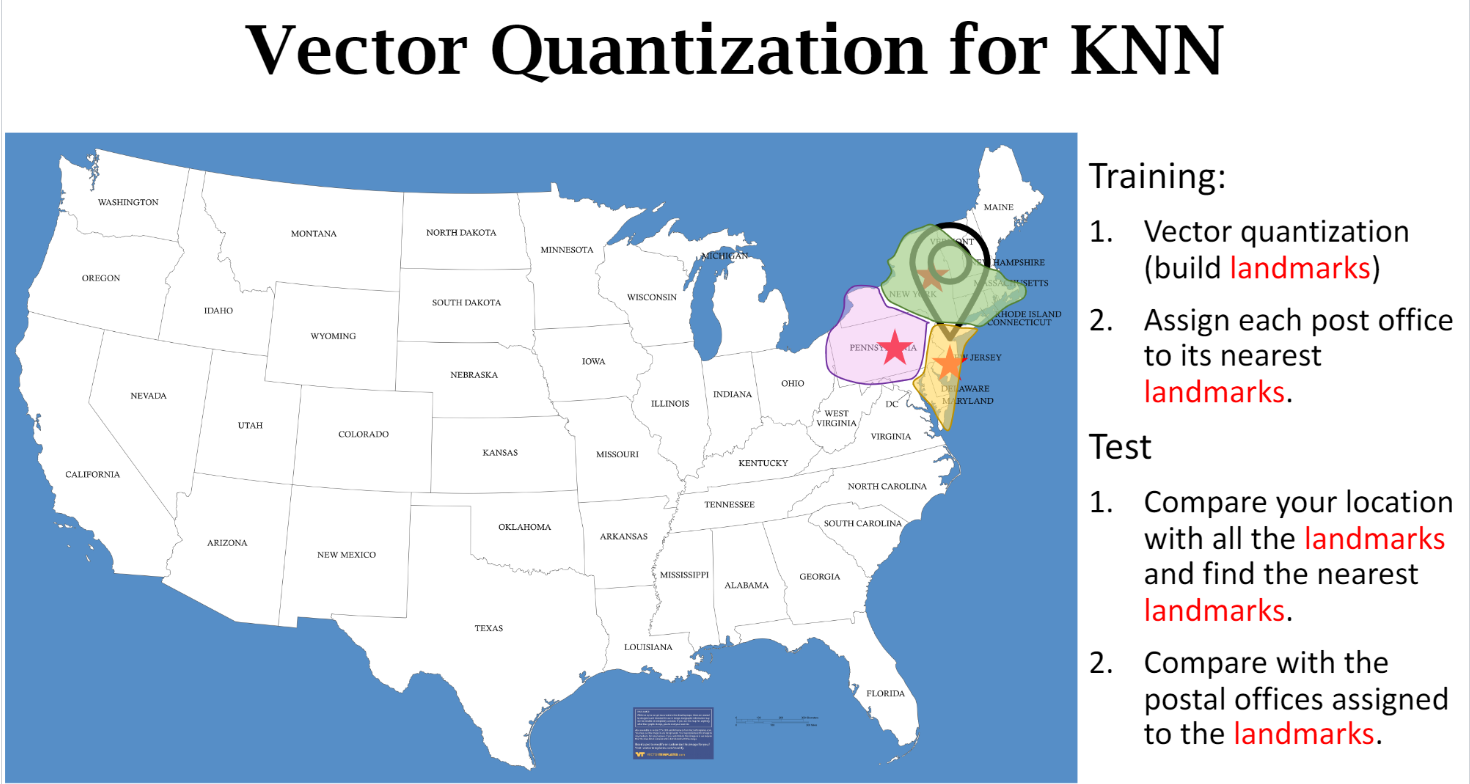 Vector Quantization for KNN
WASHINGTON
OREGON
IDAHO
MONTANA
WYOMING
NEVADA
UTAH
CALIFORNIA
COLORADO
ARIZONA
NEW MEXICO
NORTH DAKOTA
SOUTH DAKOTA
NEBRASKA
KANSAS
OKLAHOMA
TEXAS
MINNESOTA
IOWA
MISSOURI
ARKANSAS
LOUISIANA
WISCONSIN
ILLINOIS
MICHIGAN
INDIANA
OHIO
KENTUCKY
TENNESSEE
MISSISSIPPI
ALABAMA
GEORGIA
FLORIDA
SOUTH CAROLINA
NORTH CAROLINA
VIRGINIA
WEST
VIRGINIA
DC
MARYLAND
DELAWARE
JERSEY
PENNSYLVANIA
NEW YORK
CONNECTICUT
RHODE ISLAND
MASSACHUSETTS
HAMPSHIRE
VERMONT
MAINE
Training:
1. Vector quantization
(build landmarks)
2. Assign each post office
to its nearest
landmarks.
Test
1. Compare your location
with all the landmarks
and find the nearest
landmarks.
2. Compare with the
postal offices assigned
to the landmarks.